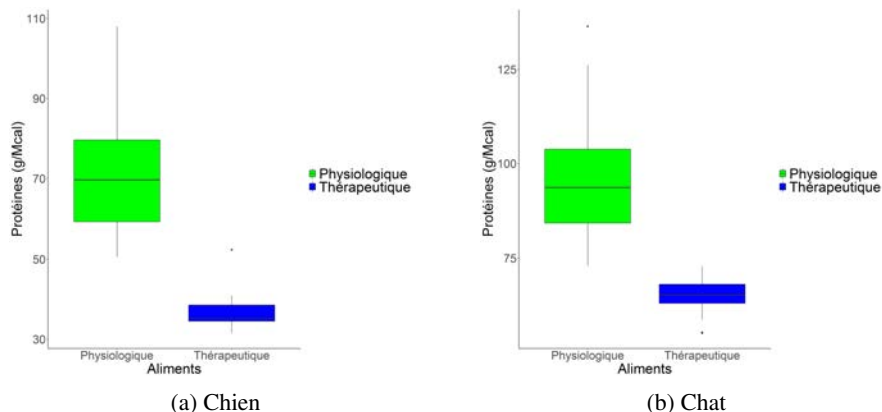 Protéines (g/Mcal)
110
90
70
50
30
Physiologique
Thérapeutique
Physiologique Thérapeutique
Aliments
(a) Chien
Protéines (g/Mcal)
125
100
75
Physiologique
Thérapeutique
Physiologique Thérapeutique
Aliments
(b) Chat